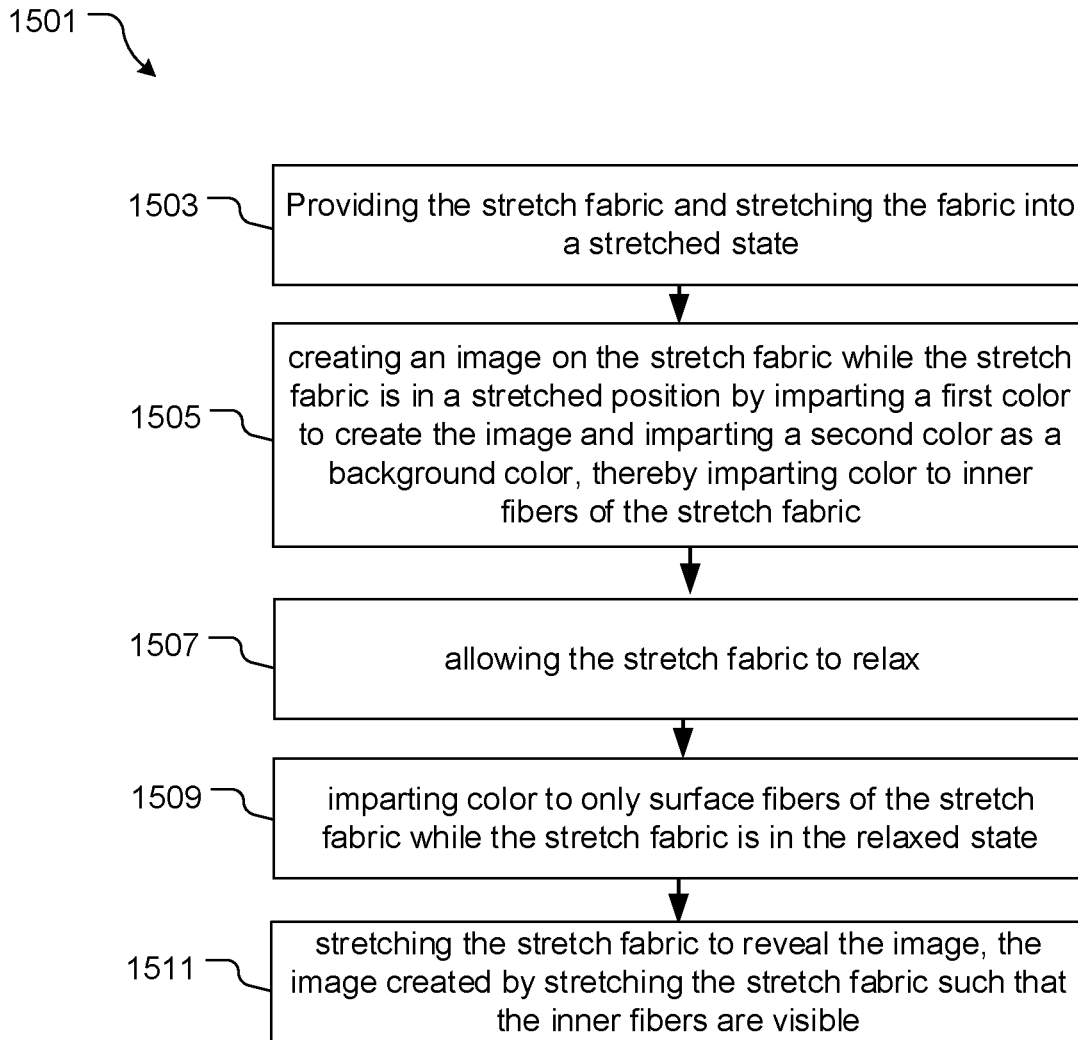 1501
1503
Providing the stretch fabric and stretching the fabric into
a stretched state
1505
creating an image on the stretch fabric while the stretch
fabric is in a stretched position by imparting a first color
to create the image and imparting a second color as a
background color, thereby imparting color to inner
fibers of the stretch fabric
1507
allowing the stretch fabric to relax
1509
imparting color to only surface fibers of the stretch
fabric while the stretch fabric is in the relaxed state
1511
stretching the stretch fabric to reveal the image, the
image created by stretching the stretch fabric such that
the inner fibers are visible